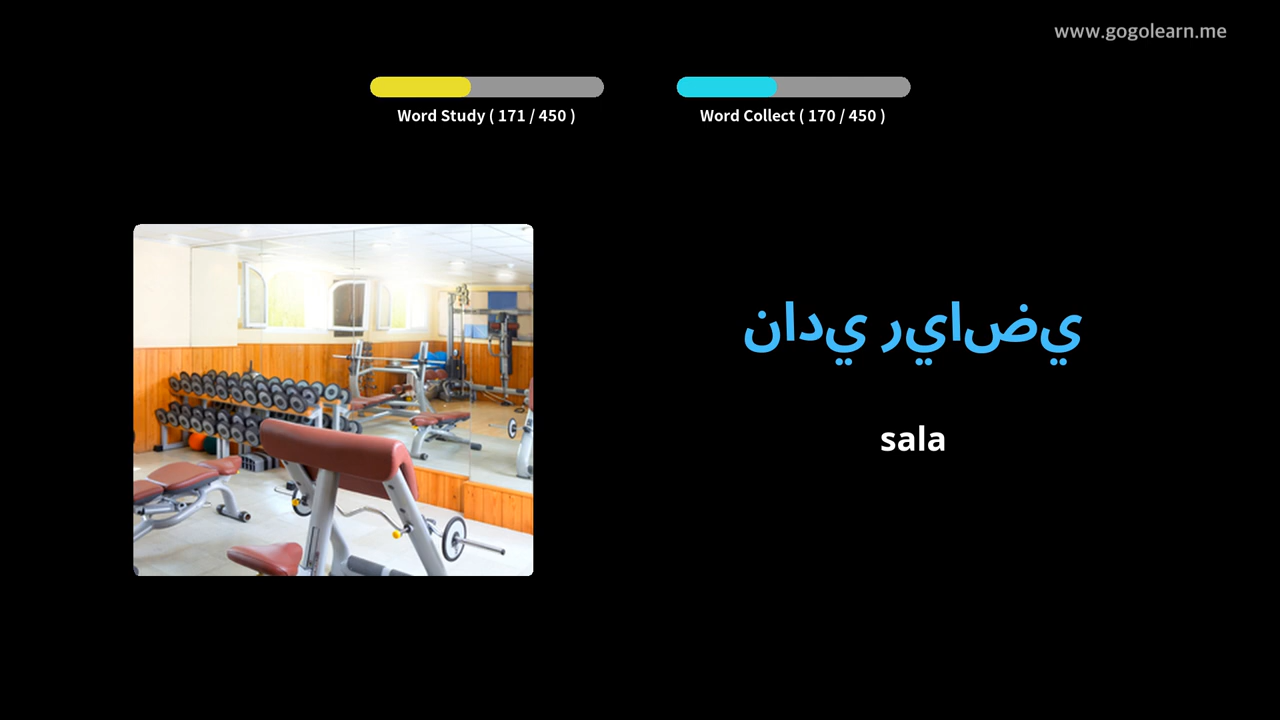 www.gogolearn.me
Word Study ( 171 / 450 )
Word Collect ( 170 / 450 )
نادي رياضي
sala